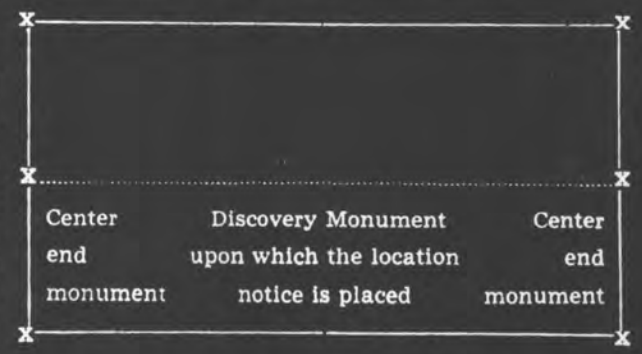 X X
X X
Center Discovery Monument Center
end upon which the location end
monument notice is placed monument
X X